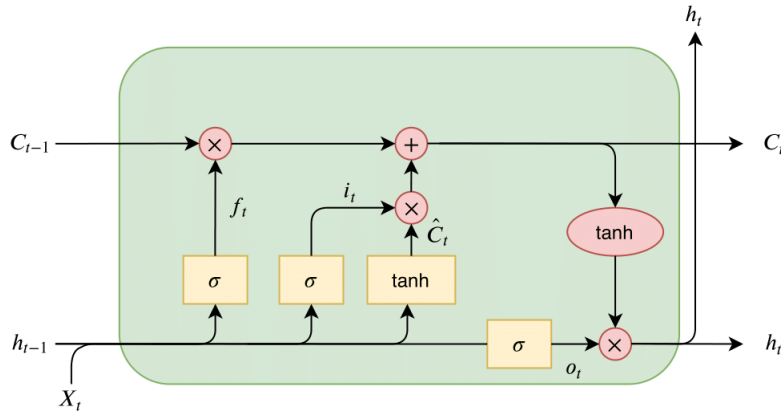 h_t
C_{t-1} × + C_t
f_t i_t × Ĉ_t tanh
σ σ tanh
h_{t-1} σ o_t × h_t
X_t